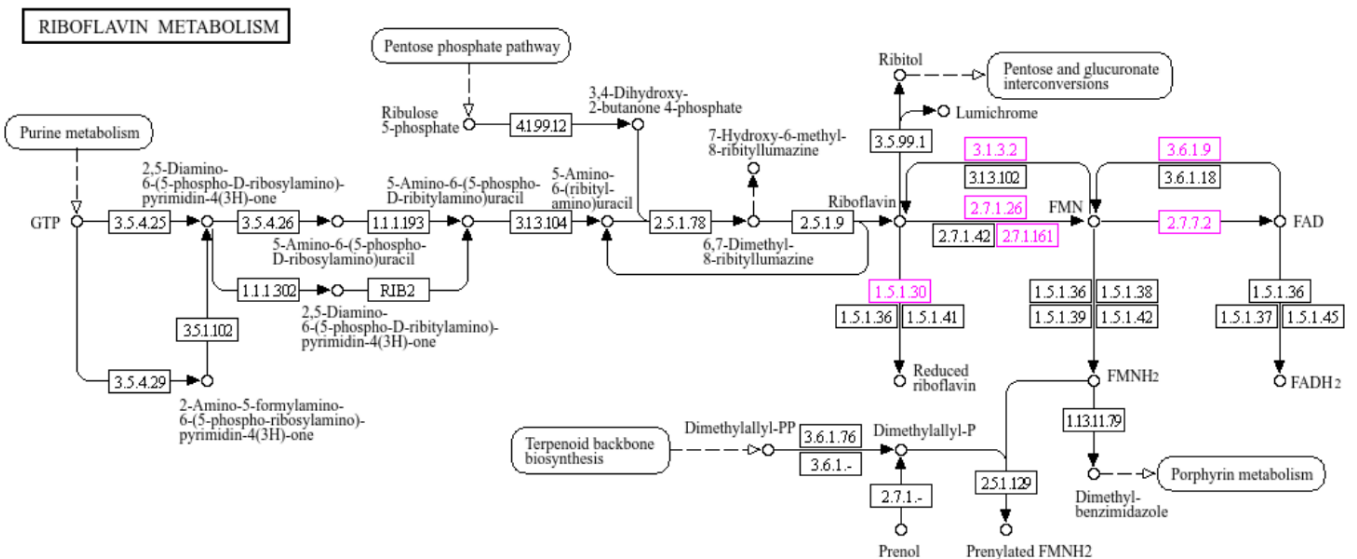 RIBOFLAVIN METABOLISM
Pentose phosphate pathway
Ribitol
Pentose and glucuronate
interconversions
3,4-Dihydroxy-
2-butanone 4-phosphate
Ribulose
5-phosphate
4.1.99.12
Lumichrome
Purine metabolism
7-Hydroxy-6-methyl-
8-ribityllumazine
3.5.99.1
3.1.3.2
3.6.1.9
2,5-Diamino-
6-(5-phospho-D-ribosylamino)-
pyrimidin-4(3H)-one
5-Amino-6-(5-phospho-
D-ribitylamino)uracil
5-Amino-
6-(ribityl-
amino)uracil
3.1.3.102
3.6.1.18
Riboflavin
2.7.1.26
FMN
GTP
3.5.4.25
3.5.4.26
1.1.1.193
3.1.3.104
2.5.1.78
2.5.1.9
2.7.7.2
FAD
2.7.1.42
2.7.1.161
5-Amino-6-(5-phospho-
D-ribosylamino)uracil
6,7-Dimethyl-
8-ribityllumazine
1.1.1.302
RIB2
1.5.1.30
1.5.1.36
1.5.1.38
1.5.1.36
2,5-Diamino-
6-(5-phospho-D-ribitylamino)-
pyrimidin-4(3H)-one
1.5.1.36
1.5.1.41
1.5.1.39
1.5.1.42
1.5.1.37
1.5.1.45
3.5.1.102
3.5.4.29
Reduced
riboflavin
FMNH2
FADH2
2-Amino-5-formylamino-
6-(5-phospho-ribosylamino)-
pyrimidin-4(3H)-one
1.13.11.79
Terpenoid backbone
biosynthesis
Dimethylallyl-PP
3.6.1.76
Dimethylallyl-P
3.6.1.-
Porphyrin metabolism
2.7.1.-
2.5.1.129
Dimethyl-
benzimidazole
Prenol
Prenylated FMNH2